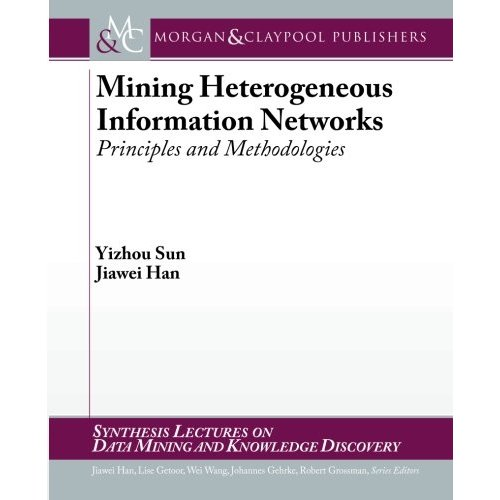 M
&C
MORGAN&CLAYPOOL PUBLISHERS
Mining Heterogeneous
Information Networks
Principles and Methodologies
Yizhou Sun
Jiawei Han
SYNTHESIS LECTURES ON
DATA MINING AND KNOWLEDGE DISCOVERY
Jiawei Han, Lise Getoor, Wei Wang, Johannes Gehrke, Robert Grossman, Series Editors